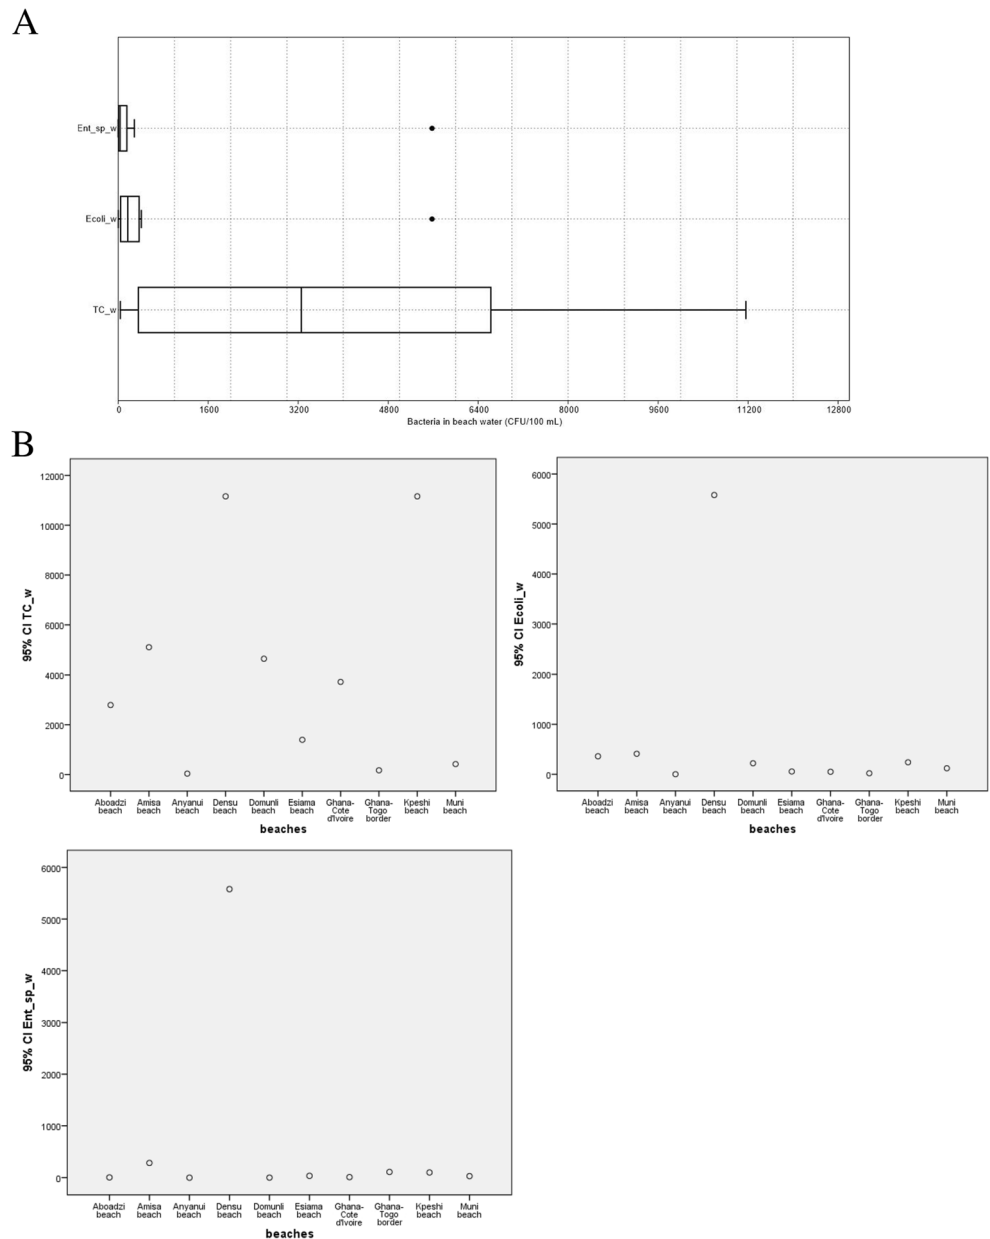 A
Ent_sp_w
Ecoli_w
TC_w
0 1600 3200 4800 6400 8000 9600 11200 12800
Bacteria in beach water (CFU/100 mL)
B
95% CI TC_w
12000
10000
8000
6000
4000
2000
0
Aboadzi Amisa Anyanui Densu Domunli Esiama Ghana- Ghana- Kpeshi Muni
beach beach beach beach beach beach Cote Togo beach beach
d'Ivoire border
beaches
95% CI Ecoli_w
6000
5000
4000
3000
2000
1000
0
Aboadzi Amisa Anyanui Densu Domunli Esiama Ghana- Ghana- Kpeshi Muni
beach beach beach beach beach beach Cote Togo beach beach
d'Ivoire border
beaches
95% CI Ent_sp_w
6000
5000
4000
3000
2000
1000
0
Aboadzi Amisa Anyanui Densu Domunli Esiama Ghana- Ghana- Kpeshi Muni
beach beach beach beach beach beach Cote Togo beach beach
d'Ivoire border
beaches